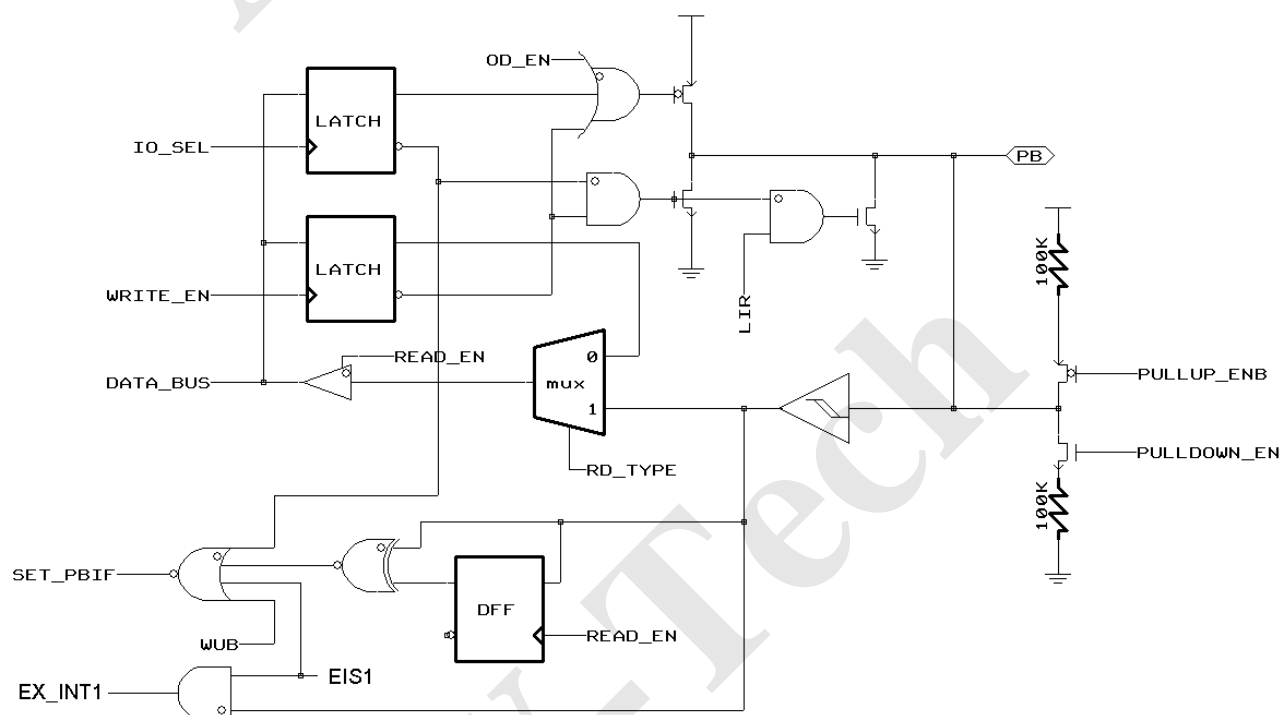 OD_EN
LATCH
IO_SEL
PB
LATCH
100K
WRITE_EN
LIR
READ_EN
0
DATA_BUS
mux
PULLUP_ENB
1
PULLDOWN_EN
RD_TYPE
100K
SET_PBIF
DFF
WUB
READ_EN
EIS1
EX_INT1
-Tech